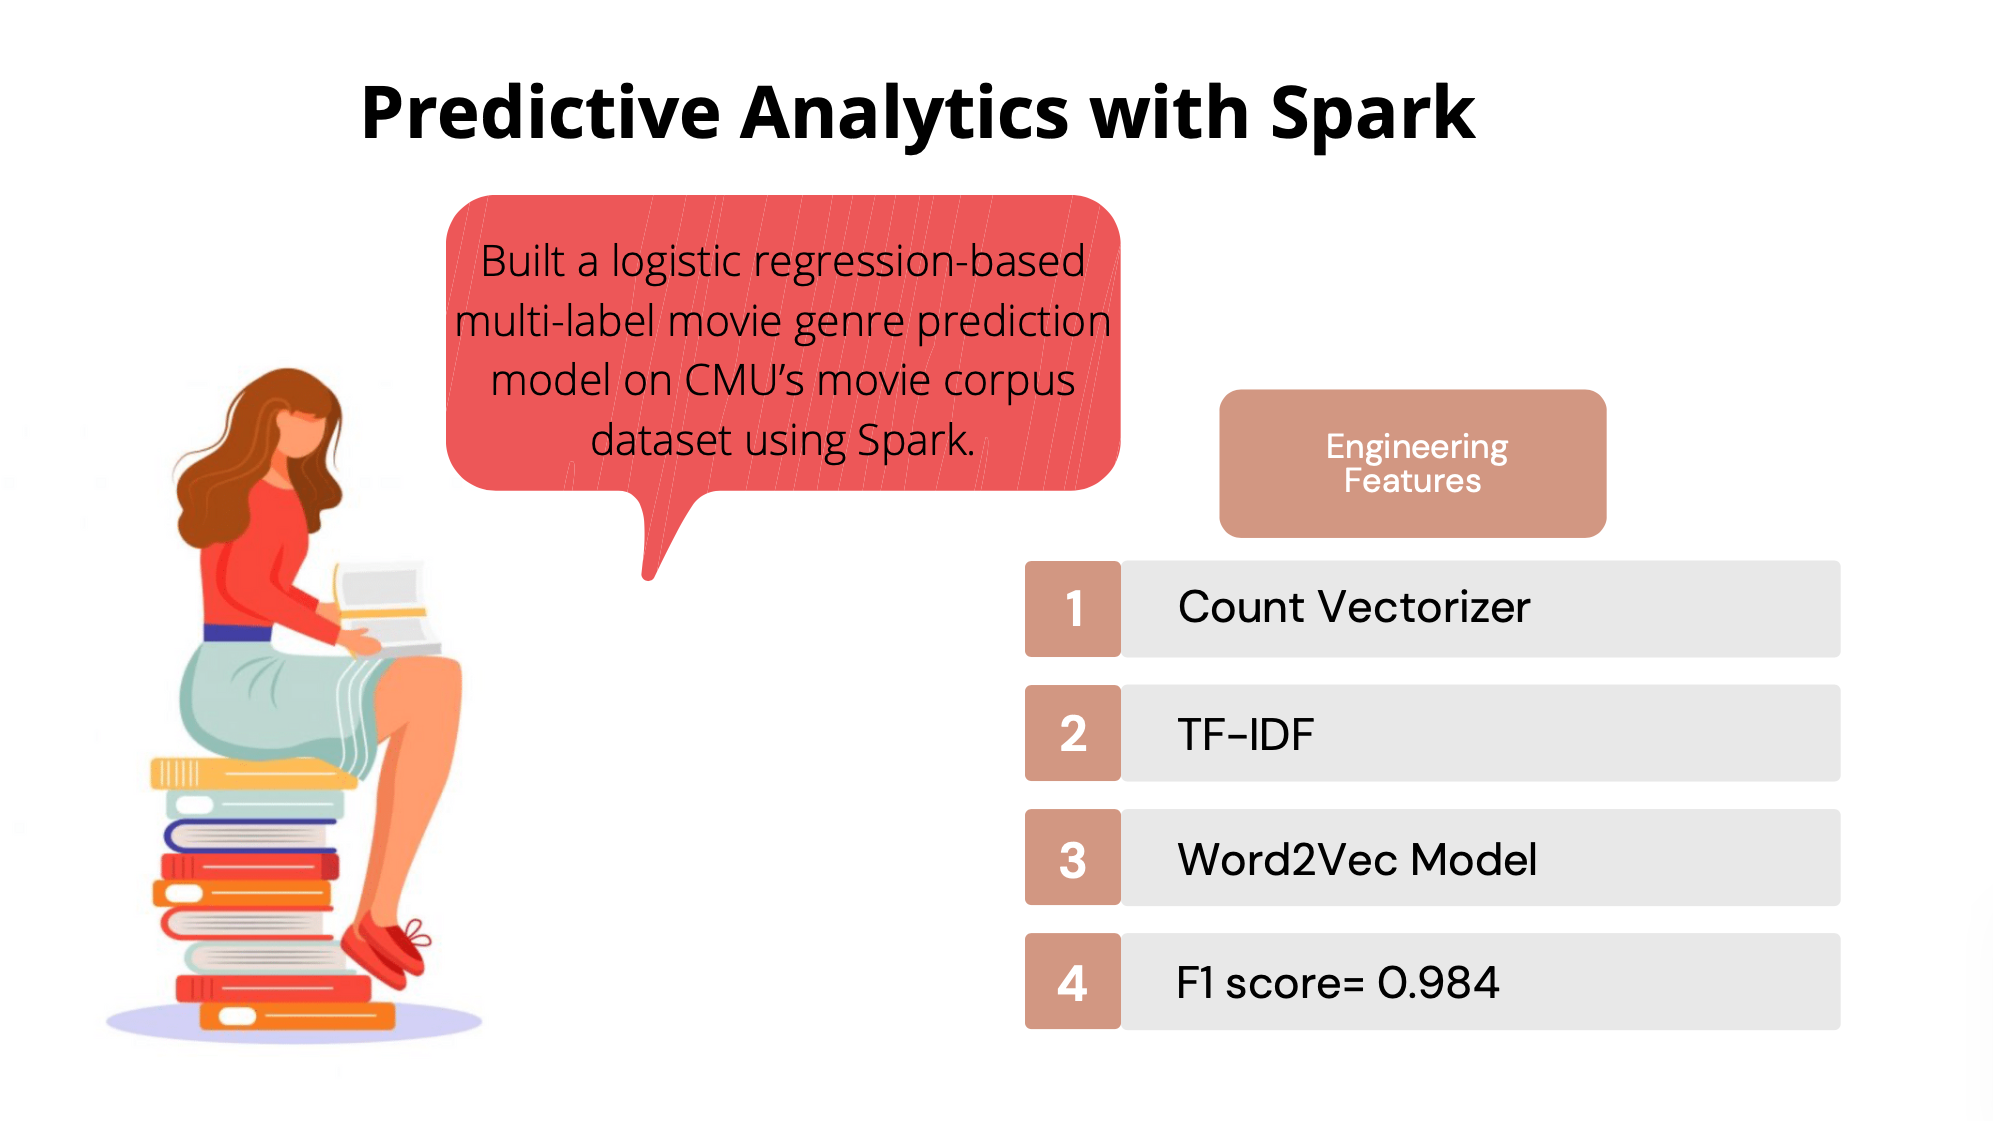 Predictive Analytics with Spark
Built a logistic regression-based
multi-label movie genre prediction
model on CMU’s movie corpus
dataset using Spark.
Engineering
Features
1 Count Vectorizer
2 TF-IDF
3 Word2Vec Model
4 F1 score= 0.984